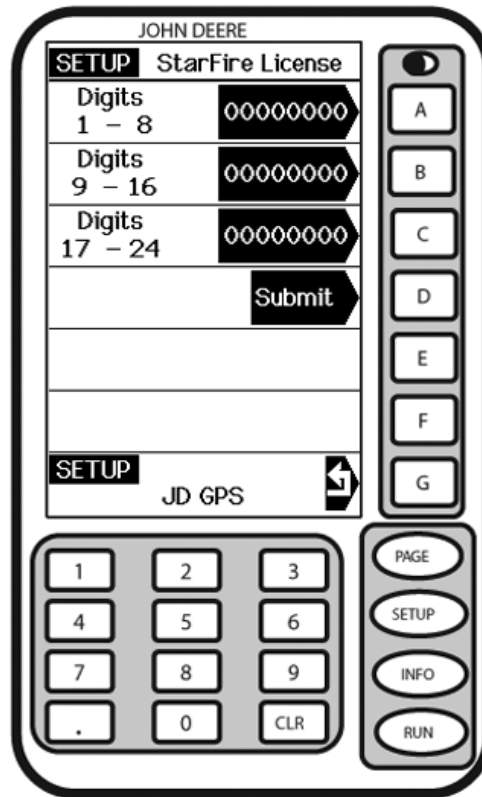 JOHN DEERE
SETUP StarFire License
Digits
1 - 8
00000000
A
Digits
9 - 16
00000000
B
Digits
17 - 24
00000000
C
Submit
D
E
F
SETUP
JD GPS
G
1 2 3
4 5 6
7 8 9
. 0 CLR
PAGE
SETUP
INFO
RUN